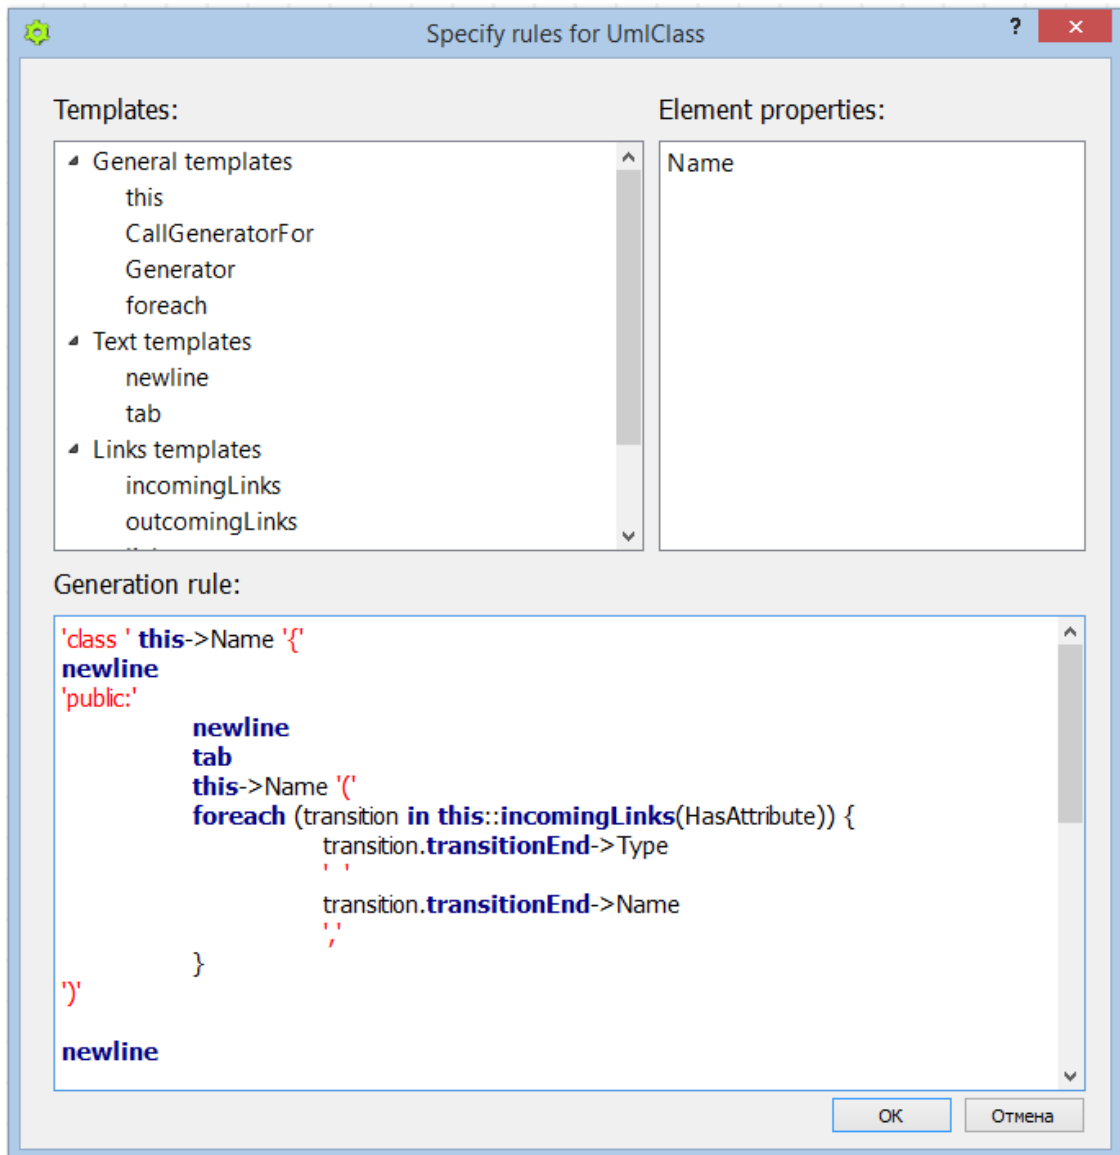 Specify rules for UmlClass
?
Templates:
General templates
this
CallGeneratorFor
Generator
foreach
Text templates
newline
tab
Links templates
incomingLinks
outcomingLinks
Element properties:
Name
Generation rule:
'class ' this->Name '{'
newline
'public:'
newline
tab
this->Name '('
foreach (transition in this::incomingLinks(HasAttribute)) {
transition.transitionEnd->Type
'  '
transition.transitionEnd->Name
','
}
')'
newline
OK
Отмена